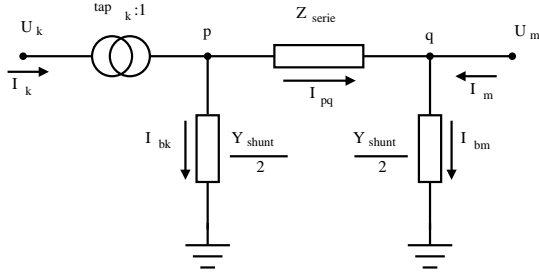 tap k :1
Z serie
U k
p
q
U m
I k
I pq
I m
I bk
Y shunt
2
Y shunt
2
I bm